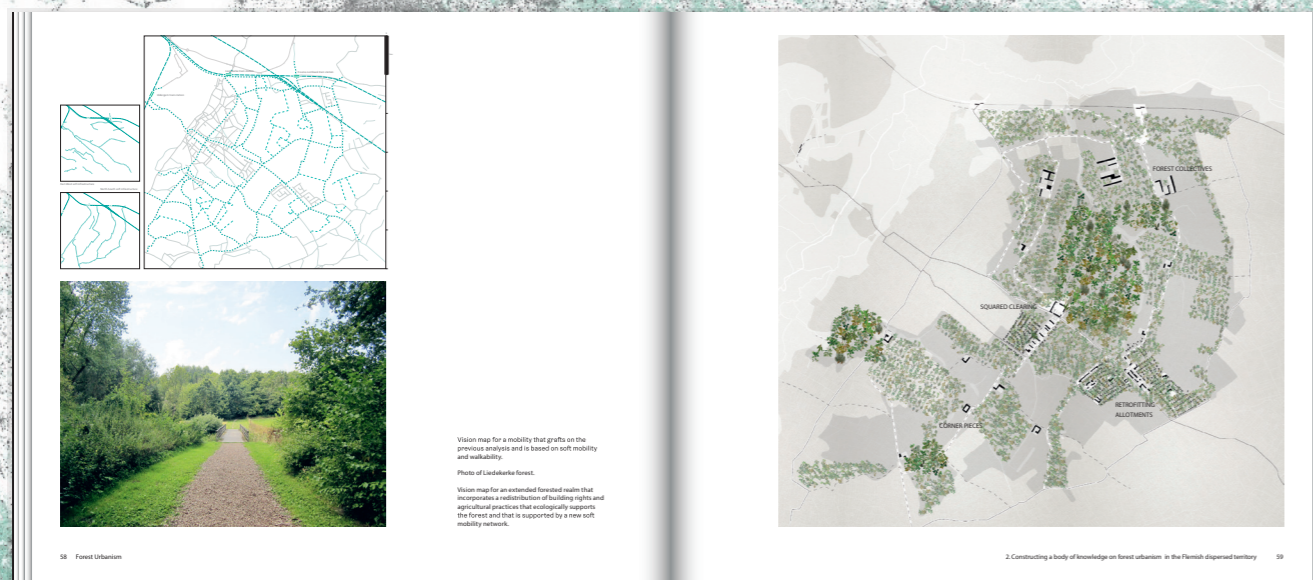 Vision map for a mobility that grafts on the
previous analysis and is based on soft mobility
and walkability.
Photo of Liedekerke forest.
Vision map for an extended forested realm that
incorporates a redistribution of building rights and
agricultural practices that ecologically supports
the forest and that is supported by a new soft
mobility network.
58 Forest Urbanism
FOREST COLLECTIVES
SQUARED CLEARING
RETROFITTING
ALLOTMENTS
CORNER PIECES
2. Constructing a body of knowledge on forest urbanism in the Flemish dispersed territory 59